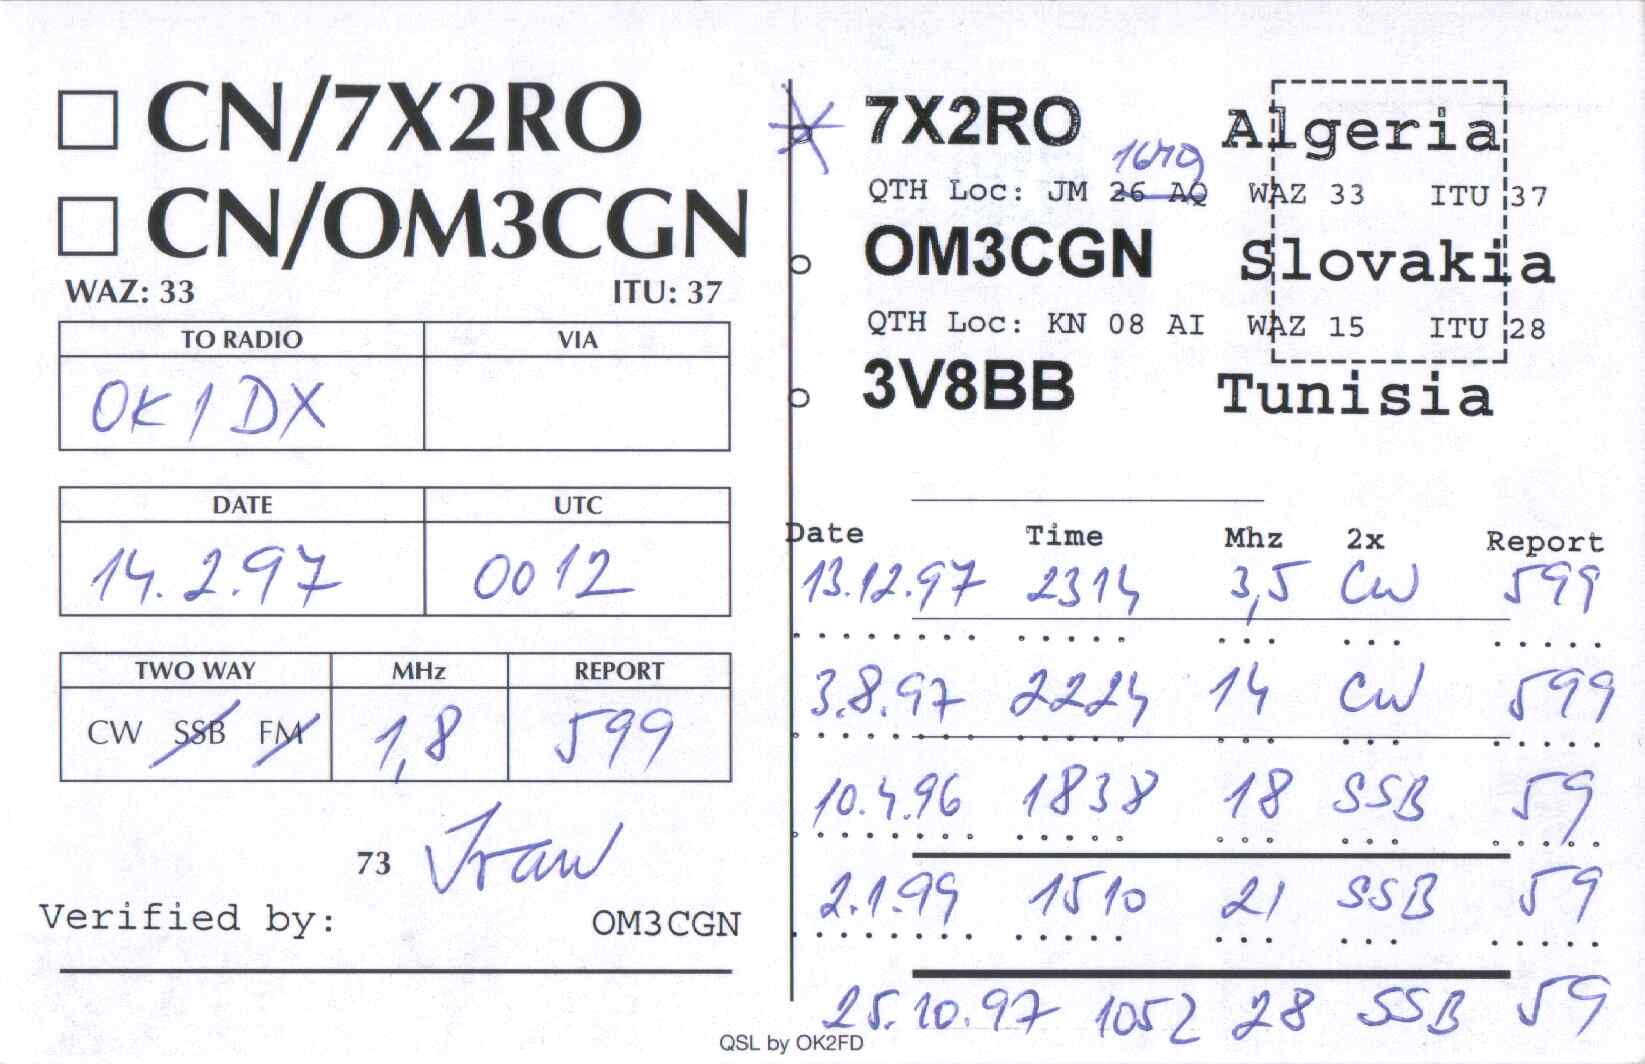 CN/7X2RO
CN/OM3CGN
WAZ: 33 ITU: 37
TO RADIO VIA
OK1DX
DATE UTC
14.2.97 0012
TWO WAY MHz REPORT
CW SSB FM 1,8 599
73
Verified by: OM3CGN
7X2RO Algeria
QTH Loc: JM 26 AQ WAZ 33 ITU 37
OM3CGN Slovakia
QTH Loc: KN 08 AI WAZ 15 ITU 28
3V8BB Tunisia
Date Time Mhz 2x Report
13.12.97 2314 3,5 CW 599
3.8.97 2224 14 CW 599
10.4.96 1838 18 SSB 59
2.1.99 1510 21 SSB 59
25.10.97 1052 28 SSB 59
QSL by OK2FD